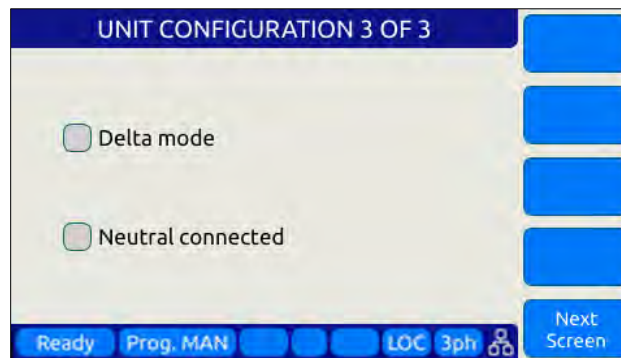 UNIT CONFIGURATION 3 OF 3
Delta mode
Neutral connected
Next
Screen
Ready Prog. MAN LOC 3ph